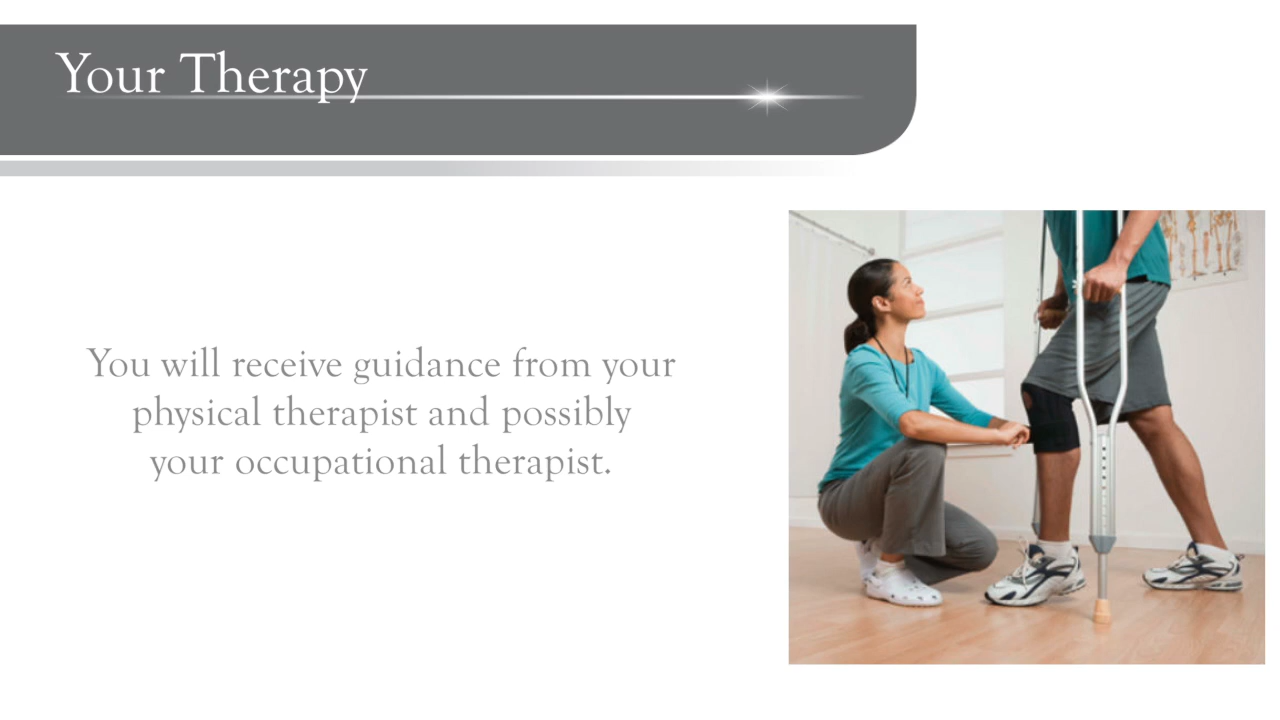 Your Therapy
You will receive guidance from your
physical therapist and possibly
your occupational therapist.